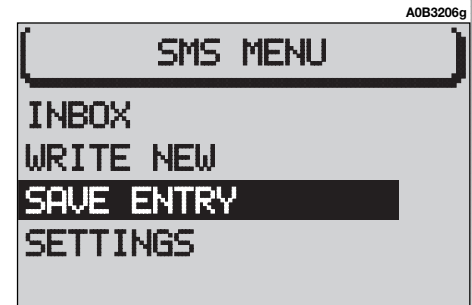 A0B3206g
SMS MENU
INBOX
WRITE NEW
SAVE ENTRY
SETTINGS